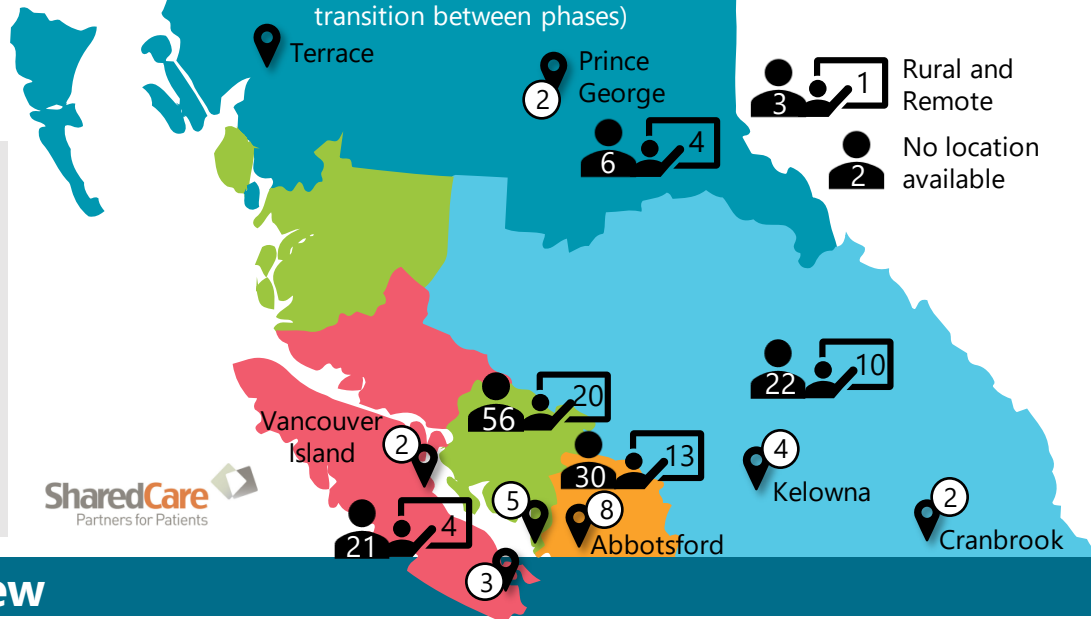 transition between phases)
Terrace
Prince
George
2
6
4
3
1
Rural and
Remote
2
No location
available
56
20
22
10
Vancouver
Island
2
30
13
4
Kelowna
5
8
Abbotsford
2
Cranbrook
21
4
3
SharedCare
Partners for Patients